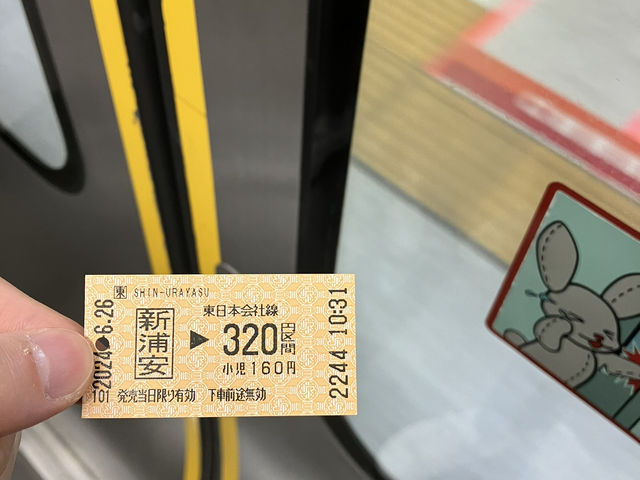 東 SHIN-URAYASU
東日本会社線
新浦安 ▶ 320円区間
小児160円
101 発売当日限り有効 下車前途無効
2024.-6.26
2244 10:31